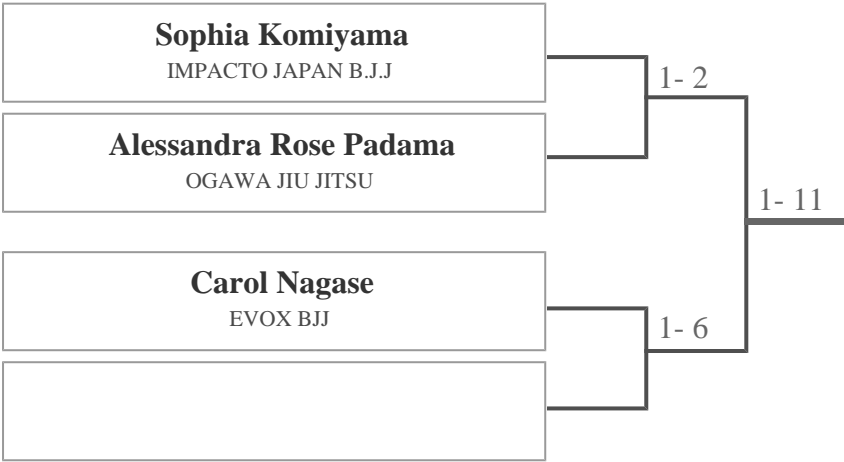 Sophia Komiyama
IMPACTO JAPAN B.J.J
1- 2
Alessandra Rose Padama
OGAWA JIU JITSU
1- 11
Carol Nagase
EVOX BJJ
1- 6